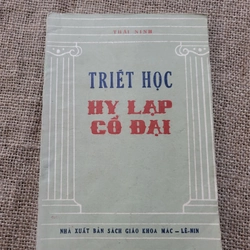 THÁI NINH
TRIẾT HỌC
HY LẠP
CỔ ĐẠI
NHÀ XUẤT BẢN SÁCH GIÁO KHOA MÁC – LÊ-NIN